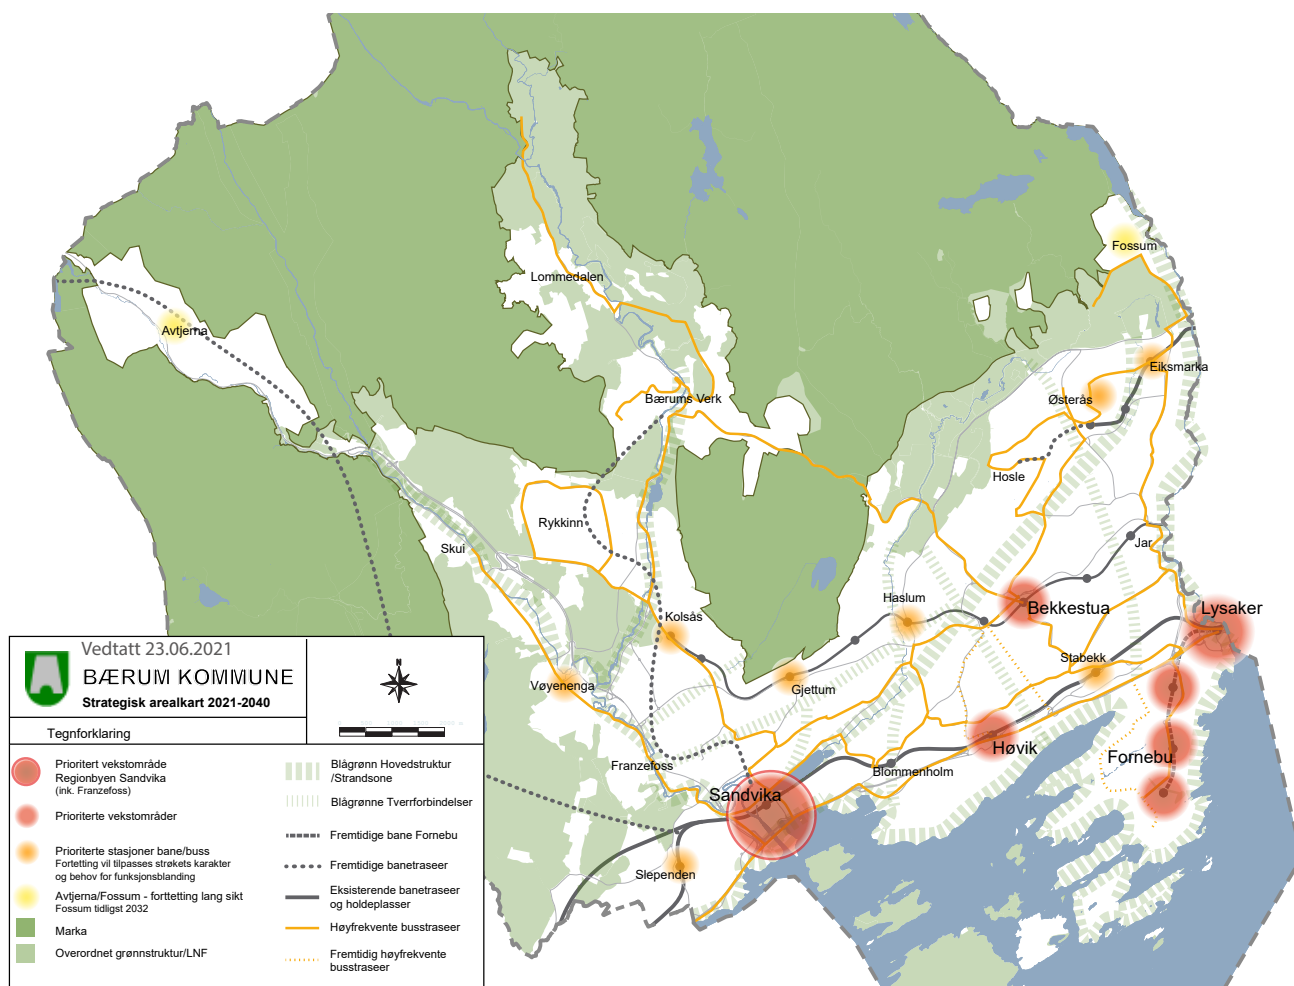 Fossum
Lommedalen
Avtjerna
Eiksmarka
Bærums Verk
Østerås
Hosle
Rykkinn
Jar
Skui
Haslum
Bekkestua
Lysaker
Kolsås
Stabekk
Vøyenenga
Gjettum
Høvik
Fornebu
Franzefoss
Blommenholm
Sandvika
Slependen
Vedtatt 23.06.2021
BÆRUM KOMMUNE
Strategisk arealkart 2021-2040
N
Tegnforklaring
Prioritert vekstområde
Regionbyen Sandvika
(ink. Franzefoss)
Prioriterte vekstområder
Prioriterte stasjoner bane/buss
Fortetting vil tilpasses strøkets karakter
og behov for funksjonsblanding
Avtjerna/Fossum - forttetting lang sikt
Fossum tidligst 2032
Marka
Overordnet grønnstruktur/LNF
Blågrønn Hovedstruktur
/Strandsone
Blågrønne Tverrforbindelser
Fremtidige bane Fornebu
Fremtidige banetraseer
Eksisterende banetraseer
og holdeplasser
Høyfrekvente busstraseer
Fremtidig høyfrekvente
busstraseer